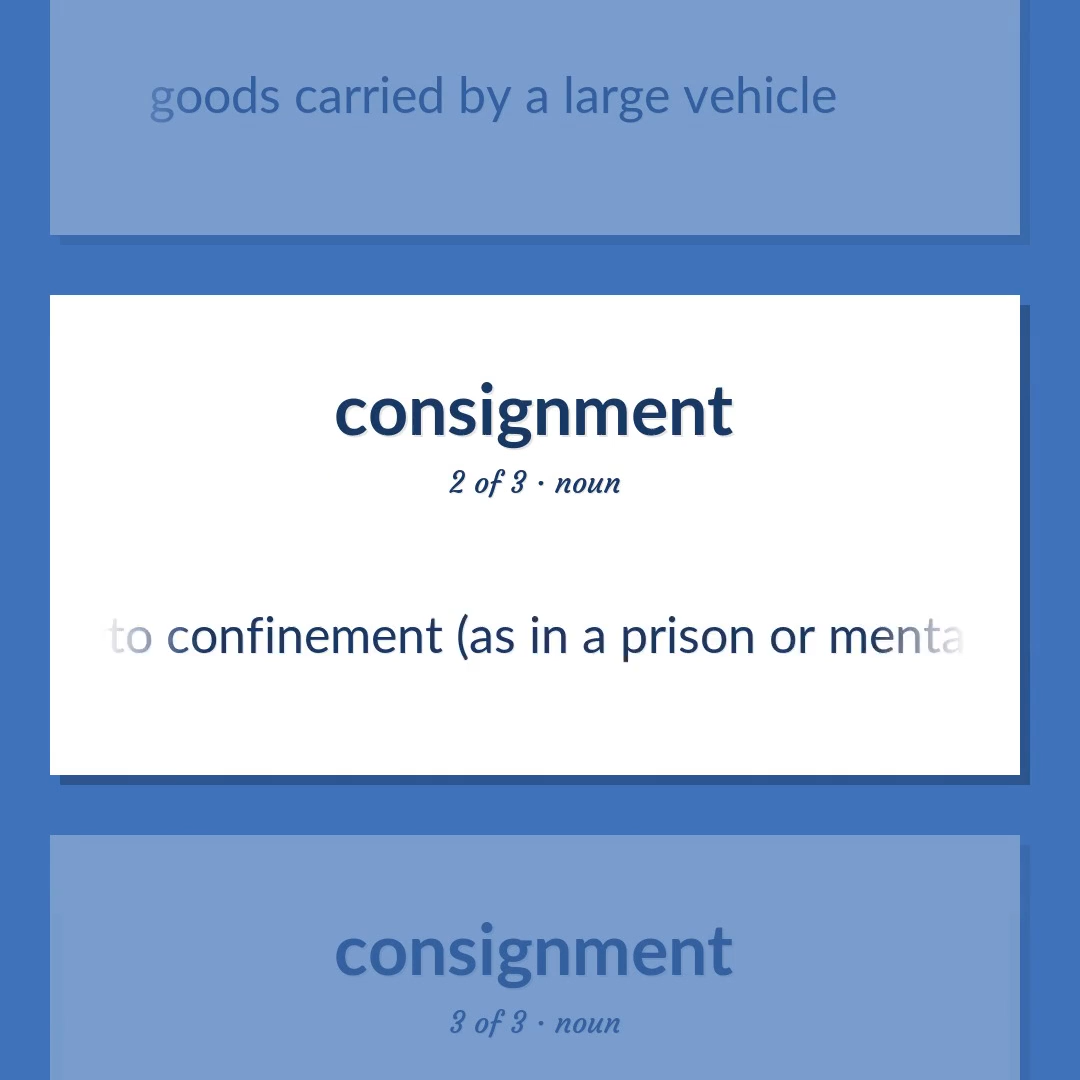 goods carried by a large vehicle
consignment
2 of 3 · noun
to confinement (as in a prison or menta
consignment
3 of 3 · noun